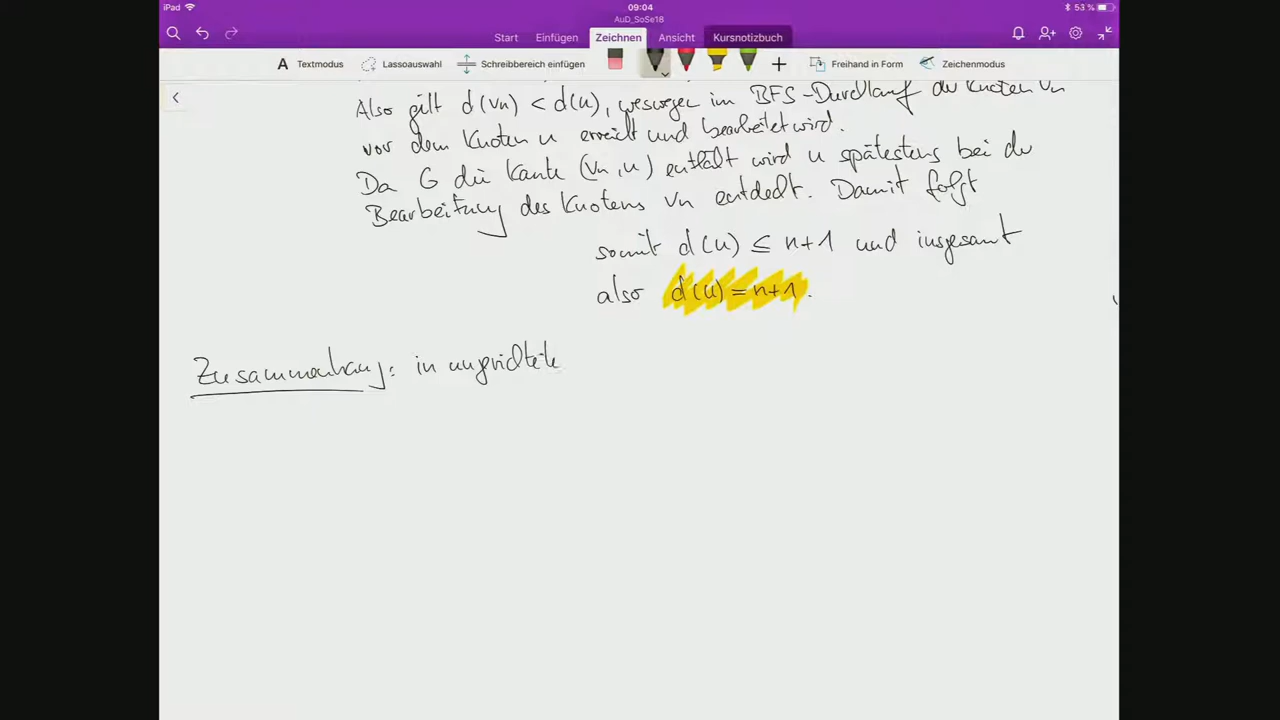 iPad 09:04 53 %
AuD_SoSe18
Start Einfügen Zeichnen Ansicht Kursnotizbuch
A Textmodus Lassoauswahl Schreibbereich einfügen Freihand in Form Zeichenmodus
Also gilt d(vn) < d(u), weswegen im BFS-Durchlauf der Knoten vn
vor dem Knoten u erreicht und bearbeitet wird.
Da G die Kante (vn, u) enthält wird u spätestens bei der
Bearbeitung des Knotens vn entdeckt. Damit folgt
somit d(u) ≤ n+1 und insgesamt
also d(u) = n+1.
Zusammenhang: in ungerichtete